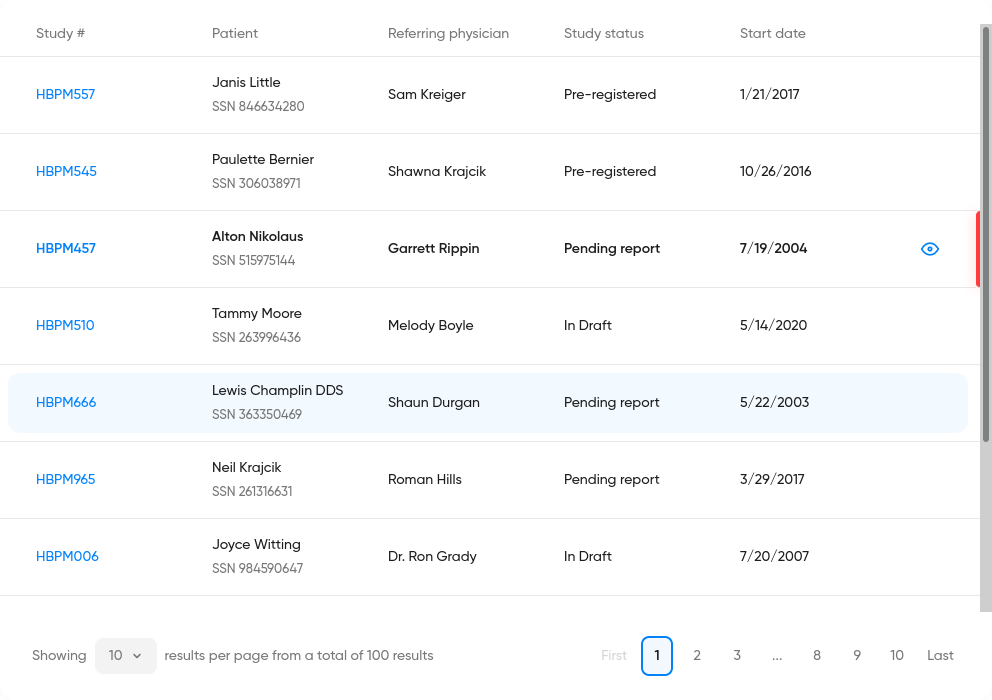 Study # Patient Referring physician Study status Start date
Janis Little
HBPM557 Sam Kreiger Pre-registered 1/21/2017
SSN 846634280
Paulette Bernier
HBPM545 Shawna Krajcik Pre-registered 10/26/2016
SSN 306038971
Alton Nikolaus
HBPM457 Garrett Rippin Pending report 7/19/2004
SSN 515975144
Tammy Moore
HBPM510 Melody Boyle In Draft 5/14/2020
SSN 263996436
Lewis Champlin DDS
HBPM666 Shaun Durgan Pending report 5/22/2003
SSN 363350469
Neil Krajcik
HBPM965 Roman Hills Pending report 3/29/2017
SSN 261316631
Joyce Witting
HBPM006 Dr. Ron Grady In Draft 7/20/2007
SSN 984590647
Showing 10 results per page from a total of 100 results First 1 2 3 ... 8 9 10 Last